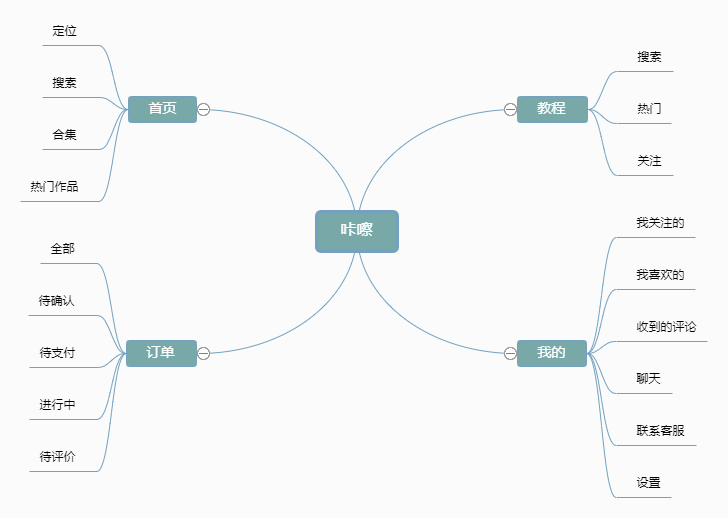 咔嚓
首页
定位
搜索
合集
热门作品
订单
全部
待确认
待支付
进行中
待评价
教程
搜索
热门
关注
我的
我关注的
我喜欢的
收到的评论
聊天
联系客服
设置